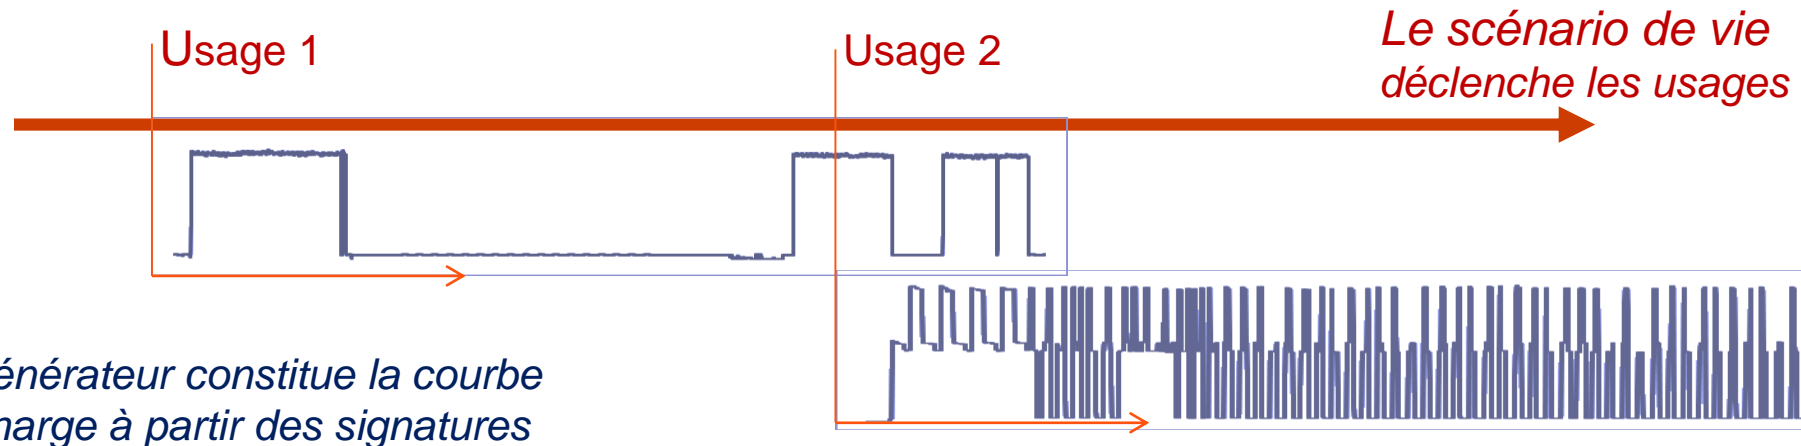 Usage 1
Usage 2
Le scénario de vie
déclenche les usages
énérateur constitue la courbe
harge à partir des signatures